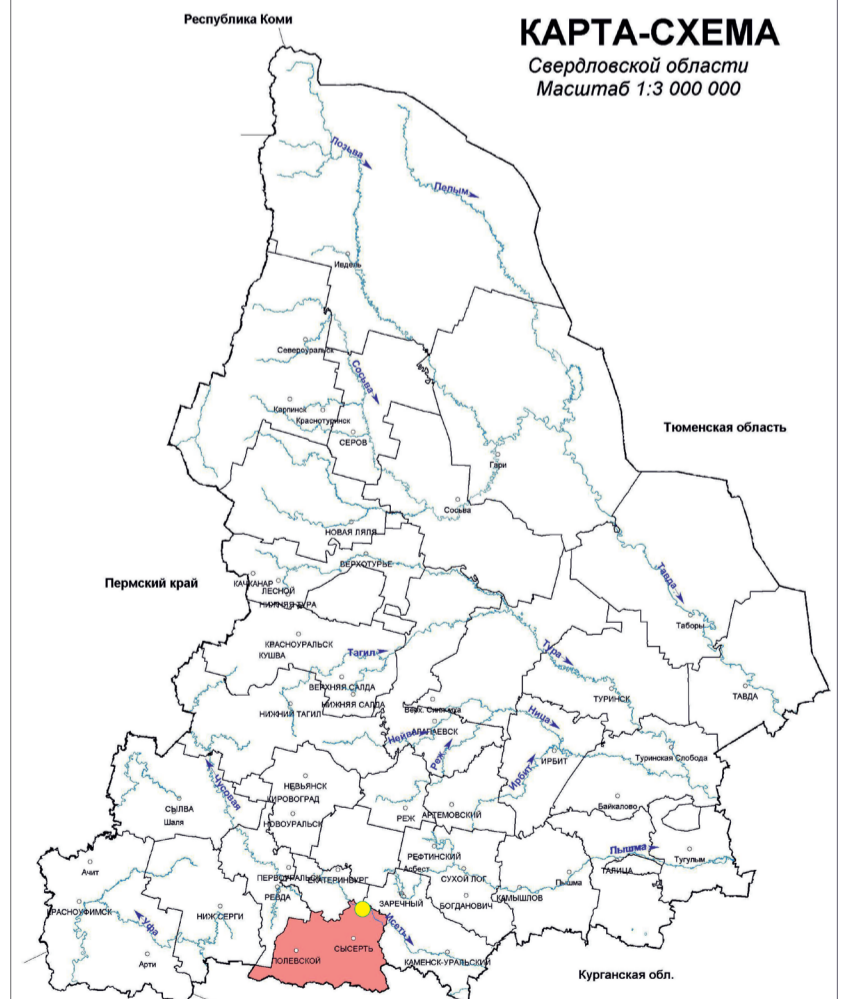 Республика Коми
КАРТА-СХЕМА
Свердловской области
Масштаб 1:3 000 000
Лозьва
Пелым
Ивдель
Североуральск
Сосьва
Карпинск
Краснотурьинск
СЕРОВ
Тюменская область
Гари
Сосьва
НОВАЯ ЛЯЛЯ
ВЕРХОТУРЬЕ
Пермский край
КАЧКАНАР
ЛЕСНОЙ
НИЖНЯЯ ТУРА
Тавда
Таборы
КРАСНОУРАЛЬСК
КУШВА
Тагил
Тура
ВЕРХНЯЯ САЛДА
НИЖНЯЯ САЛДА
ТУРИНСК
ТАВДА
НИЖНИЙ ТАГИЛ
Верх. Синячиха
Ница
Нейва
АЛАПАЕВСК
Реж
ИРБИТ
Туринская Слобода
Ирбит
Чусовая
НЕВЬЯНСК
КИРОВОГРАД
СЫЛВА
Шаля
НОВОУРАЛЬСК
РЕЖ
АРТЕМОВСКИЙ
Байкалово
РЕФТИНСКИЙ
Пышма
Тугулым
Ачит
ПЕРВОУРАЛЬСК
ЕКАТЕРИНБУРГ
Асбест
СУХОЙ ЛОГ
Пышма
ТАЛИЦА
РЕВДА
ЗАРЕЧНЫЙ
БОГДАНОВИЧ
КАМЫШЛОВ
КРАСНОУФИМСК
НИЖ.СЕРГИ
Уфа
Исеть
СЫСЕРТЬ
ПОЛЕВСКОЙ
Арти
КАМЕНСК-УРАЛЬСКИЙ
Курганская обл.